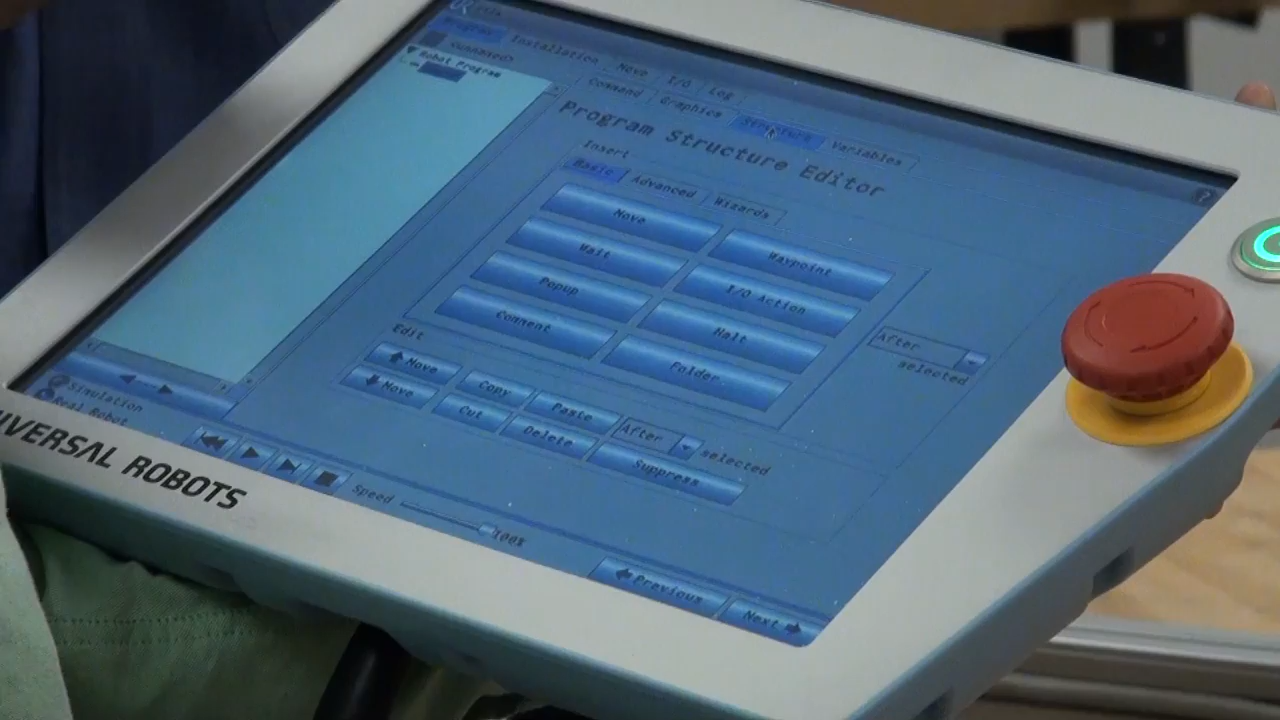 Program Installation Move I/O Log
<unnamed>
Robot Program
Command Graphics Structure Variables
Program Structure Editor
Insert
Basic Advanced Wizards
Move Waypoint
Wait I/O Action
Popup Halt
Comment Folder
After
selected
Edit
Move Copy Paste After selected
Move Cut Delete Suppress
Simulation
Real Robot
Speed 100%
Previous Next
UNIVERSAL ROBOTS
?